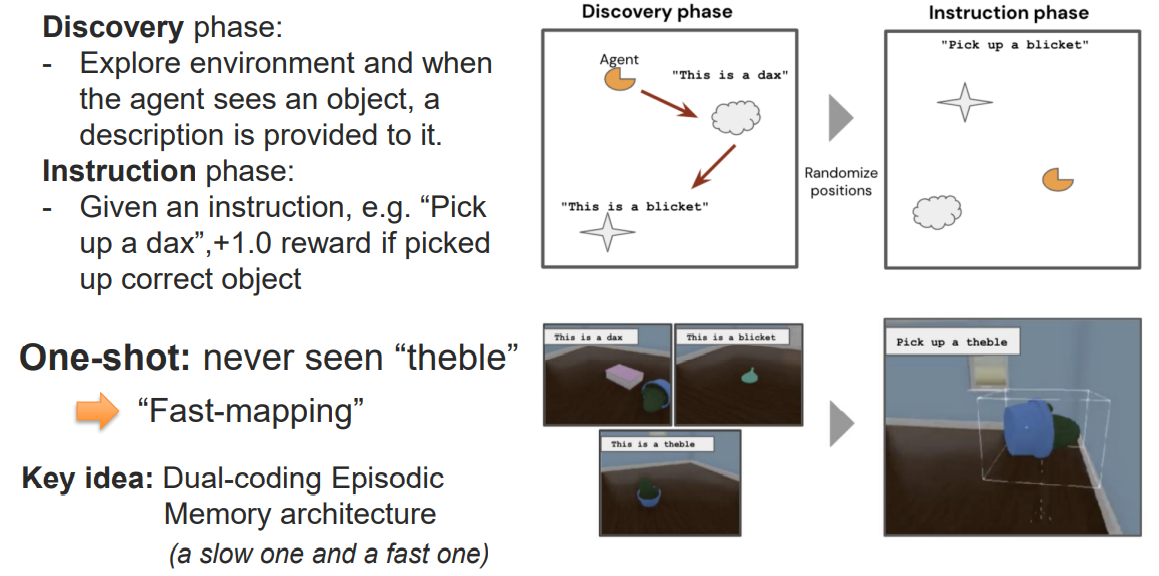 Discovery phase:
- Explore environment and when
the agent sees an object, a
description is provided to it.
Instruction phase:
- Given an instruction, e.g. “Pick
up a dax”,+1.0 reward if picked
up correct object
One-shot: never seen “theble”
“Fast-mapping”
Key idea: Dual-coding Episodic
Memory architecture
(a slow one and a fast one)
Discovery phase
Agent
"This is a dax"
"This is a blicket"
Randomize
positions
Instruction phase
"Pick up a blicket"
This is a dax
This is a blicket
This is a theble
Pick up a theble